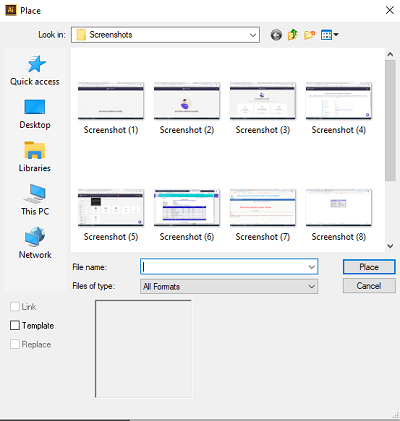 Ai Place
Look in: Screenshots
Quick access
Desktop
Libraries
This PC
Network
Screenshot (1) Screenshot (2) Screenshot (3) Screenshot (4)
Screenshot (5) Screenshot (6) Screenshot (7) Screenshot (8)
File name: Place
Files of type: All Formats Cancel
Link
Template
Replace